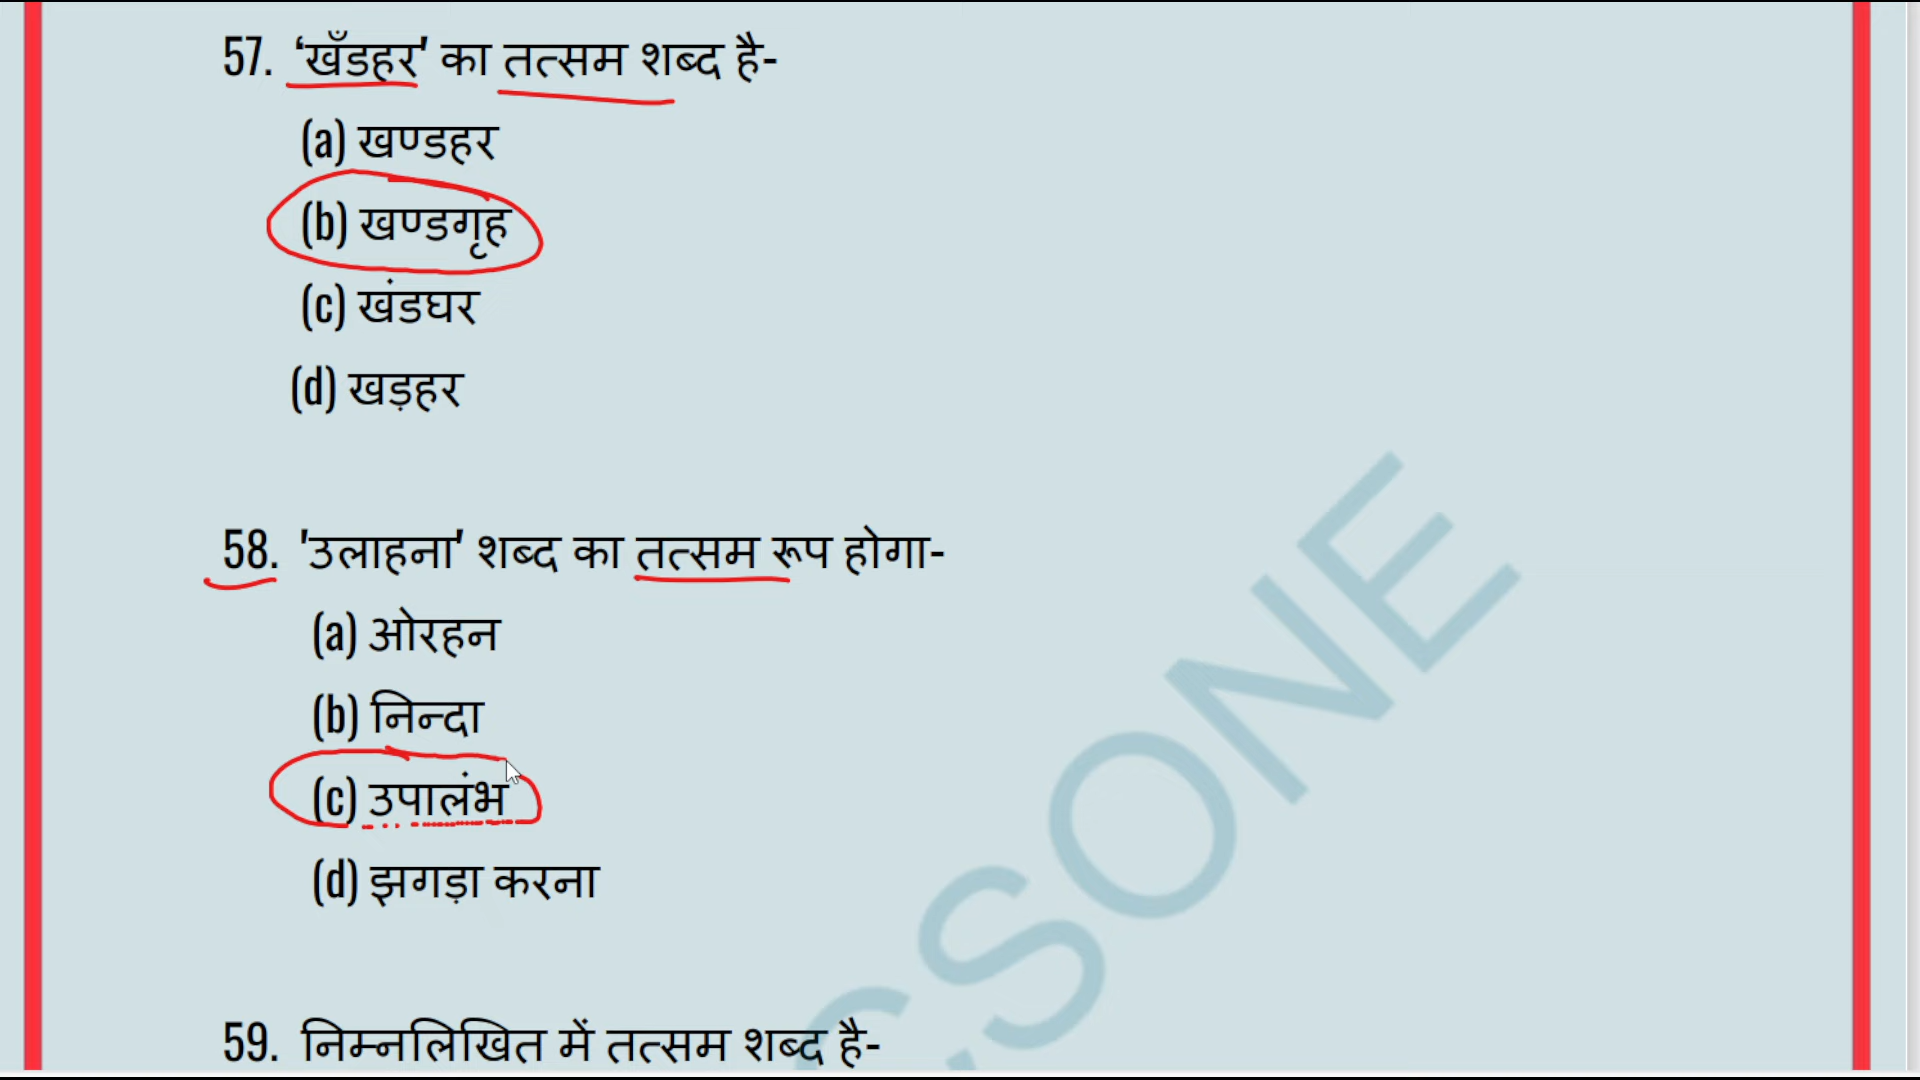 57. 'खँडहर' का तत्सम शब्द है-
(a) खण्डहर
(b) खण्डगृह
(c) खंडघर
(d) खड़हर
58. 'उलाहना' शब्द का तत्सम रूप होगा-
(a) ओरहन
(b) निन्दा
(c) उपालंभ
(d) झगड़ा करना
59. निम्नलिखित में तत्सम शब्द है-
CSONE